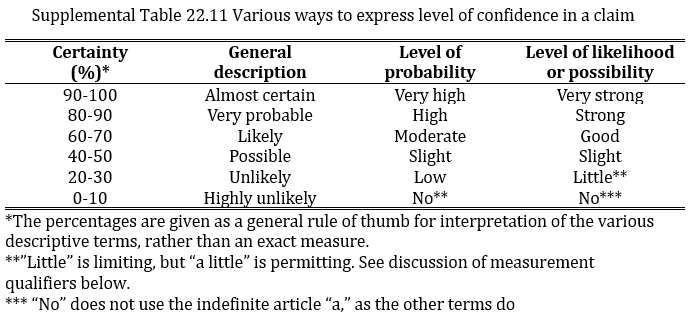 Supplemental Table 22.11 Various ways to express level of confidence in a claim
Certainty (%)* General description Level of probability Level of likelihood or possibility
90-100 Almost certain Very high Very strong
80-90 Very probable High Strong
60-70 Likely Moderate Good
40-50 Possible Slight Slight
20-30 Unlikely Low Little**
0-10 Highly unlikely No** No***
*The percentages are given as a general rule of thumb for interpretation of the various
descriptive terms, rather than an exact measure.
**”Little” is limiting, but “a little” is permitting. See discussion of measurement
qualifiers below.
*** “No” does not use the indefinite article “a,” as the other terms do